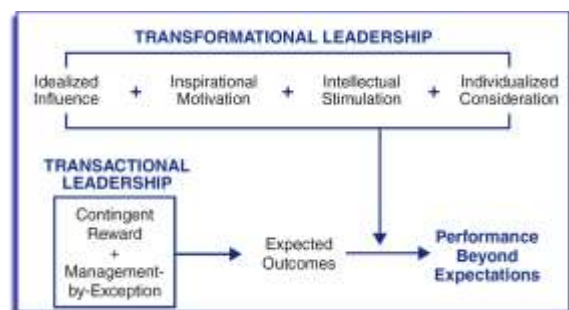 TRANSFORMATIONAL LEADERSHIP
Idealized
Influence
+
Inspirational
Motivation
+
Intellectual
Stimulation
+
Individualized
Consideration
TRANSACTIONAL
LEADERSHIP
Contingent
Reward
+
Management-
by-Exception
Expected
Outcomes
Performance
Beyond
Expectations